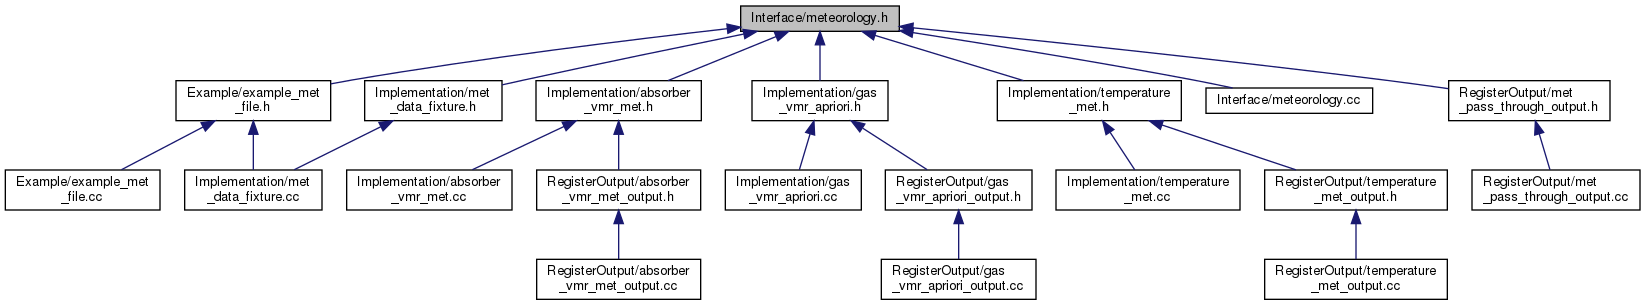 Interface/meteorology.h
Example/example_met
_file.h
Implementation/met
_data_fixture.h
Implementation/absorber
_vmr_met.h
Implementation/gas
_vmr_apriori.h
Implementation/temperature
_met.h
Interface/meteorology.cc
RegisterOutput/met
_pass_through_output.h
Example/example_met
_file.cc
Implementation/met
_data_fixture.cc
Implementation/absorber
_vmr_met.cc
RegisterOutput/absorber
_vmr_met_output.h
Implementation/gas
_vmr_apriori.cc
RegisterOutput/gas
_vmr_apriori_output.h
Implementation/temperature
_met.cc
RegisterOutput/temperature
_met_output.h
RegisterOutput/met
_pass_through_output.cc
RegisterOutput/absorber
_vmr_met_output.cc
RegisterOutput/gas
_vmr_apriori_output.cc
RegisterOutput/temperature
_met_output.cc